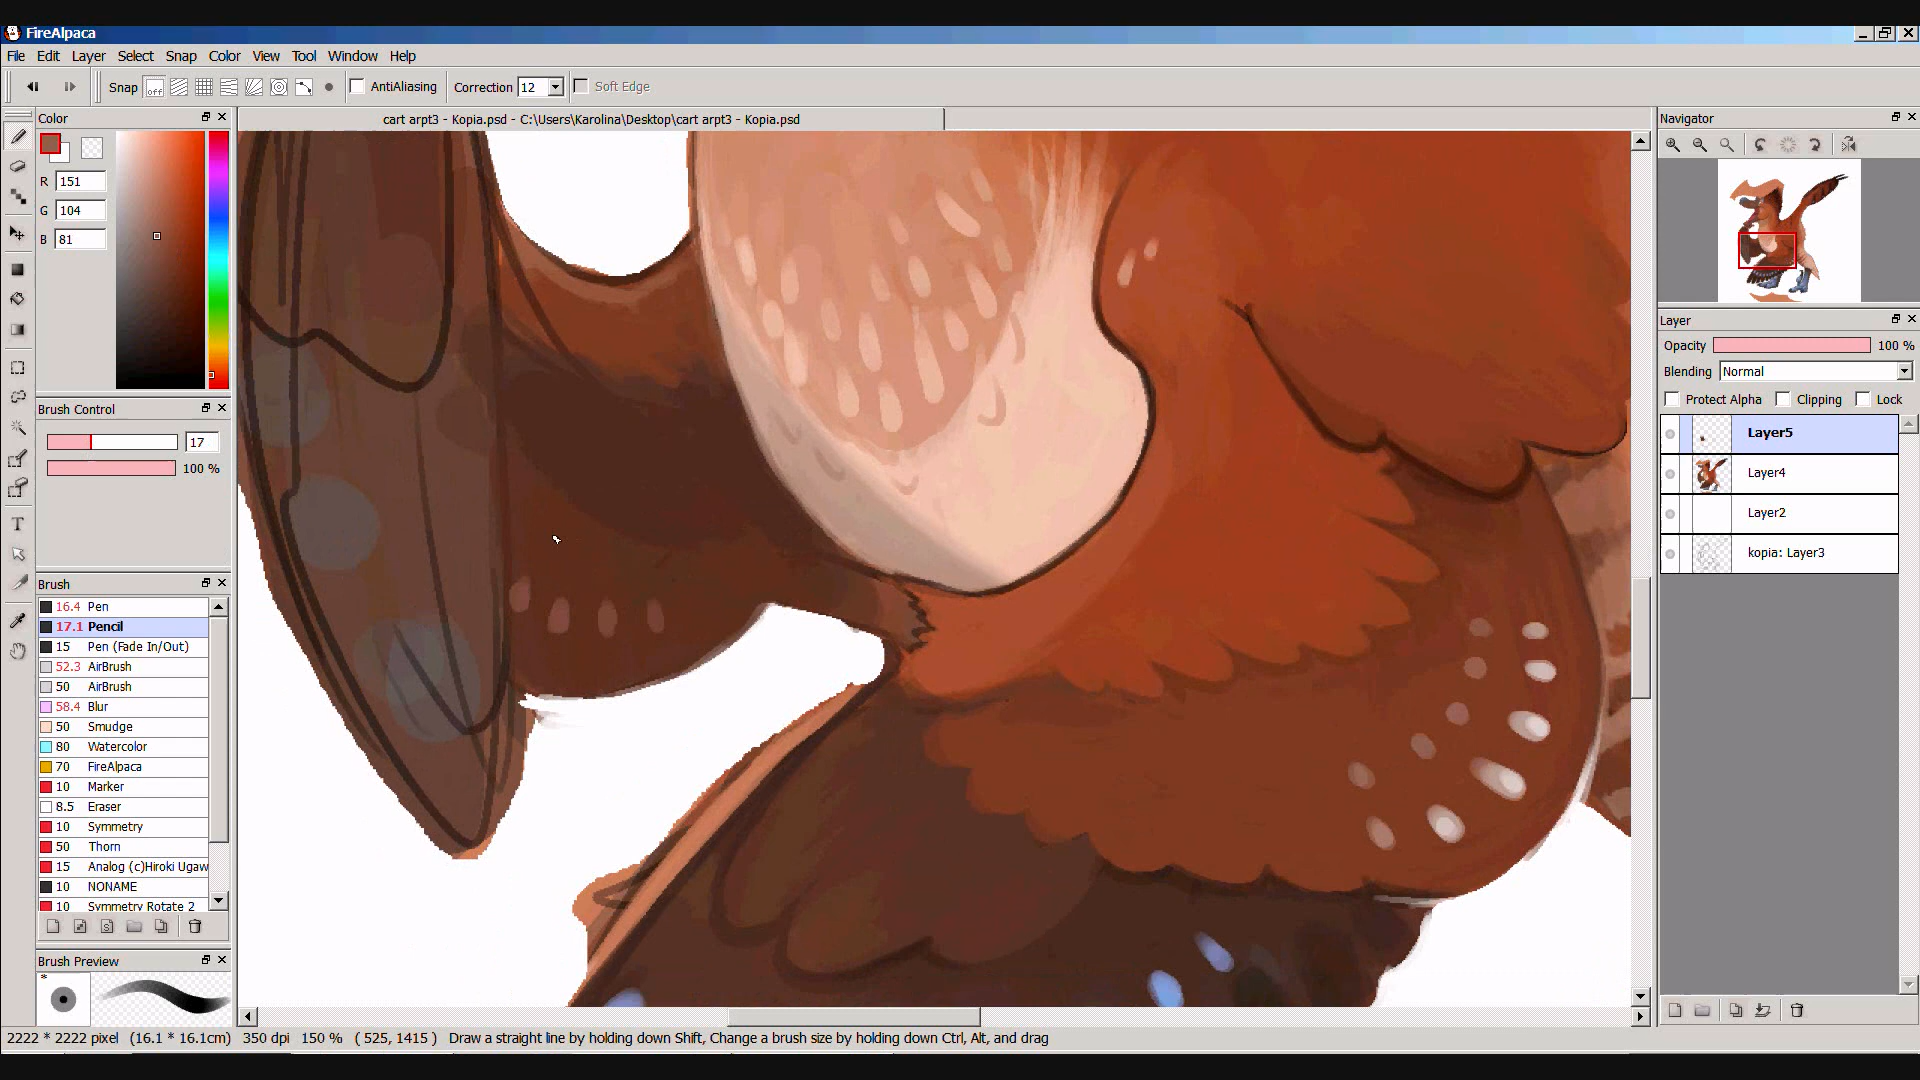 FireAlpaca
File Edit Layer Select Snap Color View Tool Window Help
Snap off AntiAliasing Correction 12 Soft Edge
Color
cart arpt3 - Kopia.psd - C:\Users\Karolina\Desktop\cart arpt3 - Kopia.psd
Navigator
R 151
G 104
B 81
Layer
Opacity 100 %
Blending Normal
Protect Alpha Clipping Lock
Layer5
Layer4
Layer2
kopia: Layer3
Brush Control
17
100 %
Brush
16.4 Pen
17.1 Pencil
15 Pen (Fade In/Out)
52.3 AirBrush
50 AirBrush
58.4 Blur
50 Smudge
80 Watercolor
70 FireAlpaca
10 Marker
8.5 Eraser
10 Symmetry
50 Thorn
15 Analog (c)Hiroki Ugaw
10 NONAME
10 Symmetry Rotate 2
Brush Preview
*
T
2222 * 2222 pixel (16.1 * 16.1cm) 350 dpi 150 % ( 525, 1415 ) Draw a straight line by holding down Shift, Change a brush size by holding down Ctrl, Alt, and drag